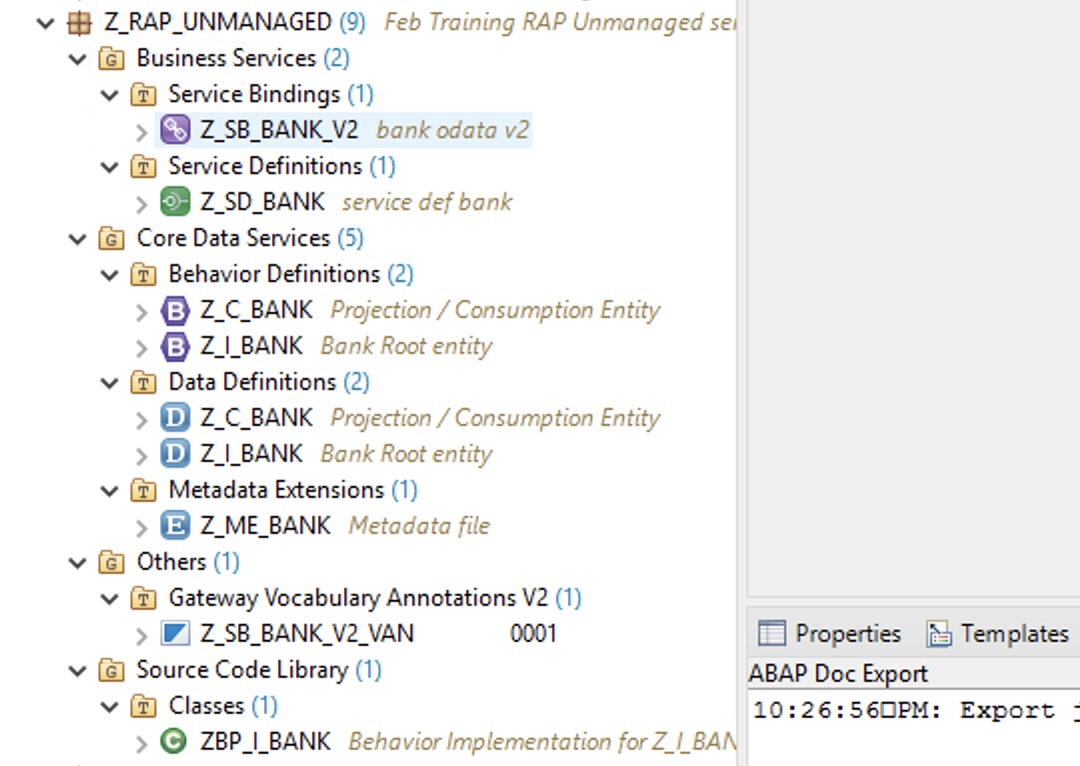 Z_RAP_UNMANAGED (9) Feb Training RAP Unmanaged
Business Services (2)
Service Bindings (1)
Z_SB_BANK_V2 bank odata v2
Service Definitions (1)
Z_SD_BANK service def bank
Core Data Services (5)
Behavior Definitions (2)
Z_C_BANK Projection / Consumption Entity
Z_I_BANK Bank Root entity
Data Definitions (2)
Z_C_BANK Projection / Consumption Entity
Z_I_BANK Bank Root entity
Metadata Extensions (1)
Z_ME_BANK Metadata file
Others (1)
Gateway Vocabulary Annotations V2 (1)
Z_SB_BANK_V2_VAN 0001
Source Code Library (1)
Classes (1)
ZBP_I_BANK Behavior Implementation for Z_I_BAN
Properties Templates
ABAP Doc Export
10:26:56□PM: Export